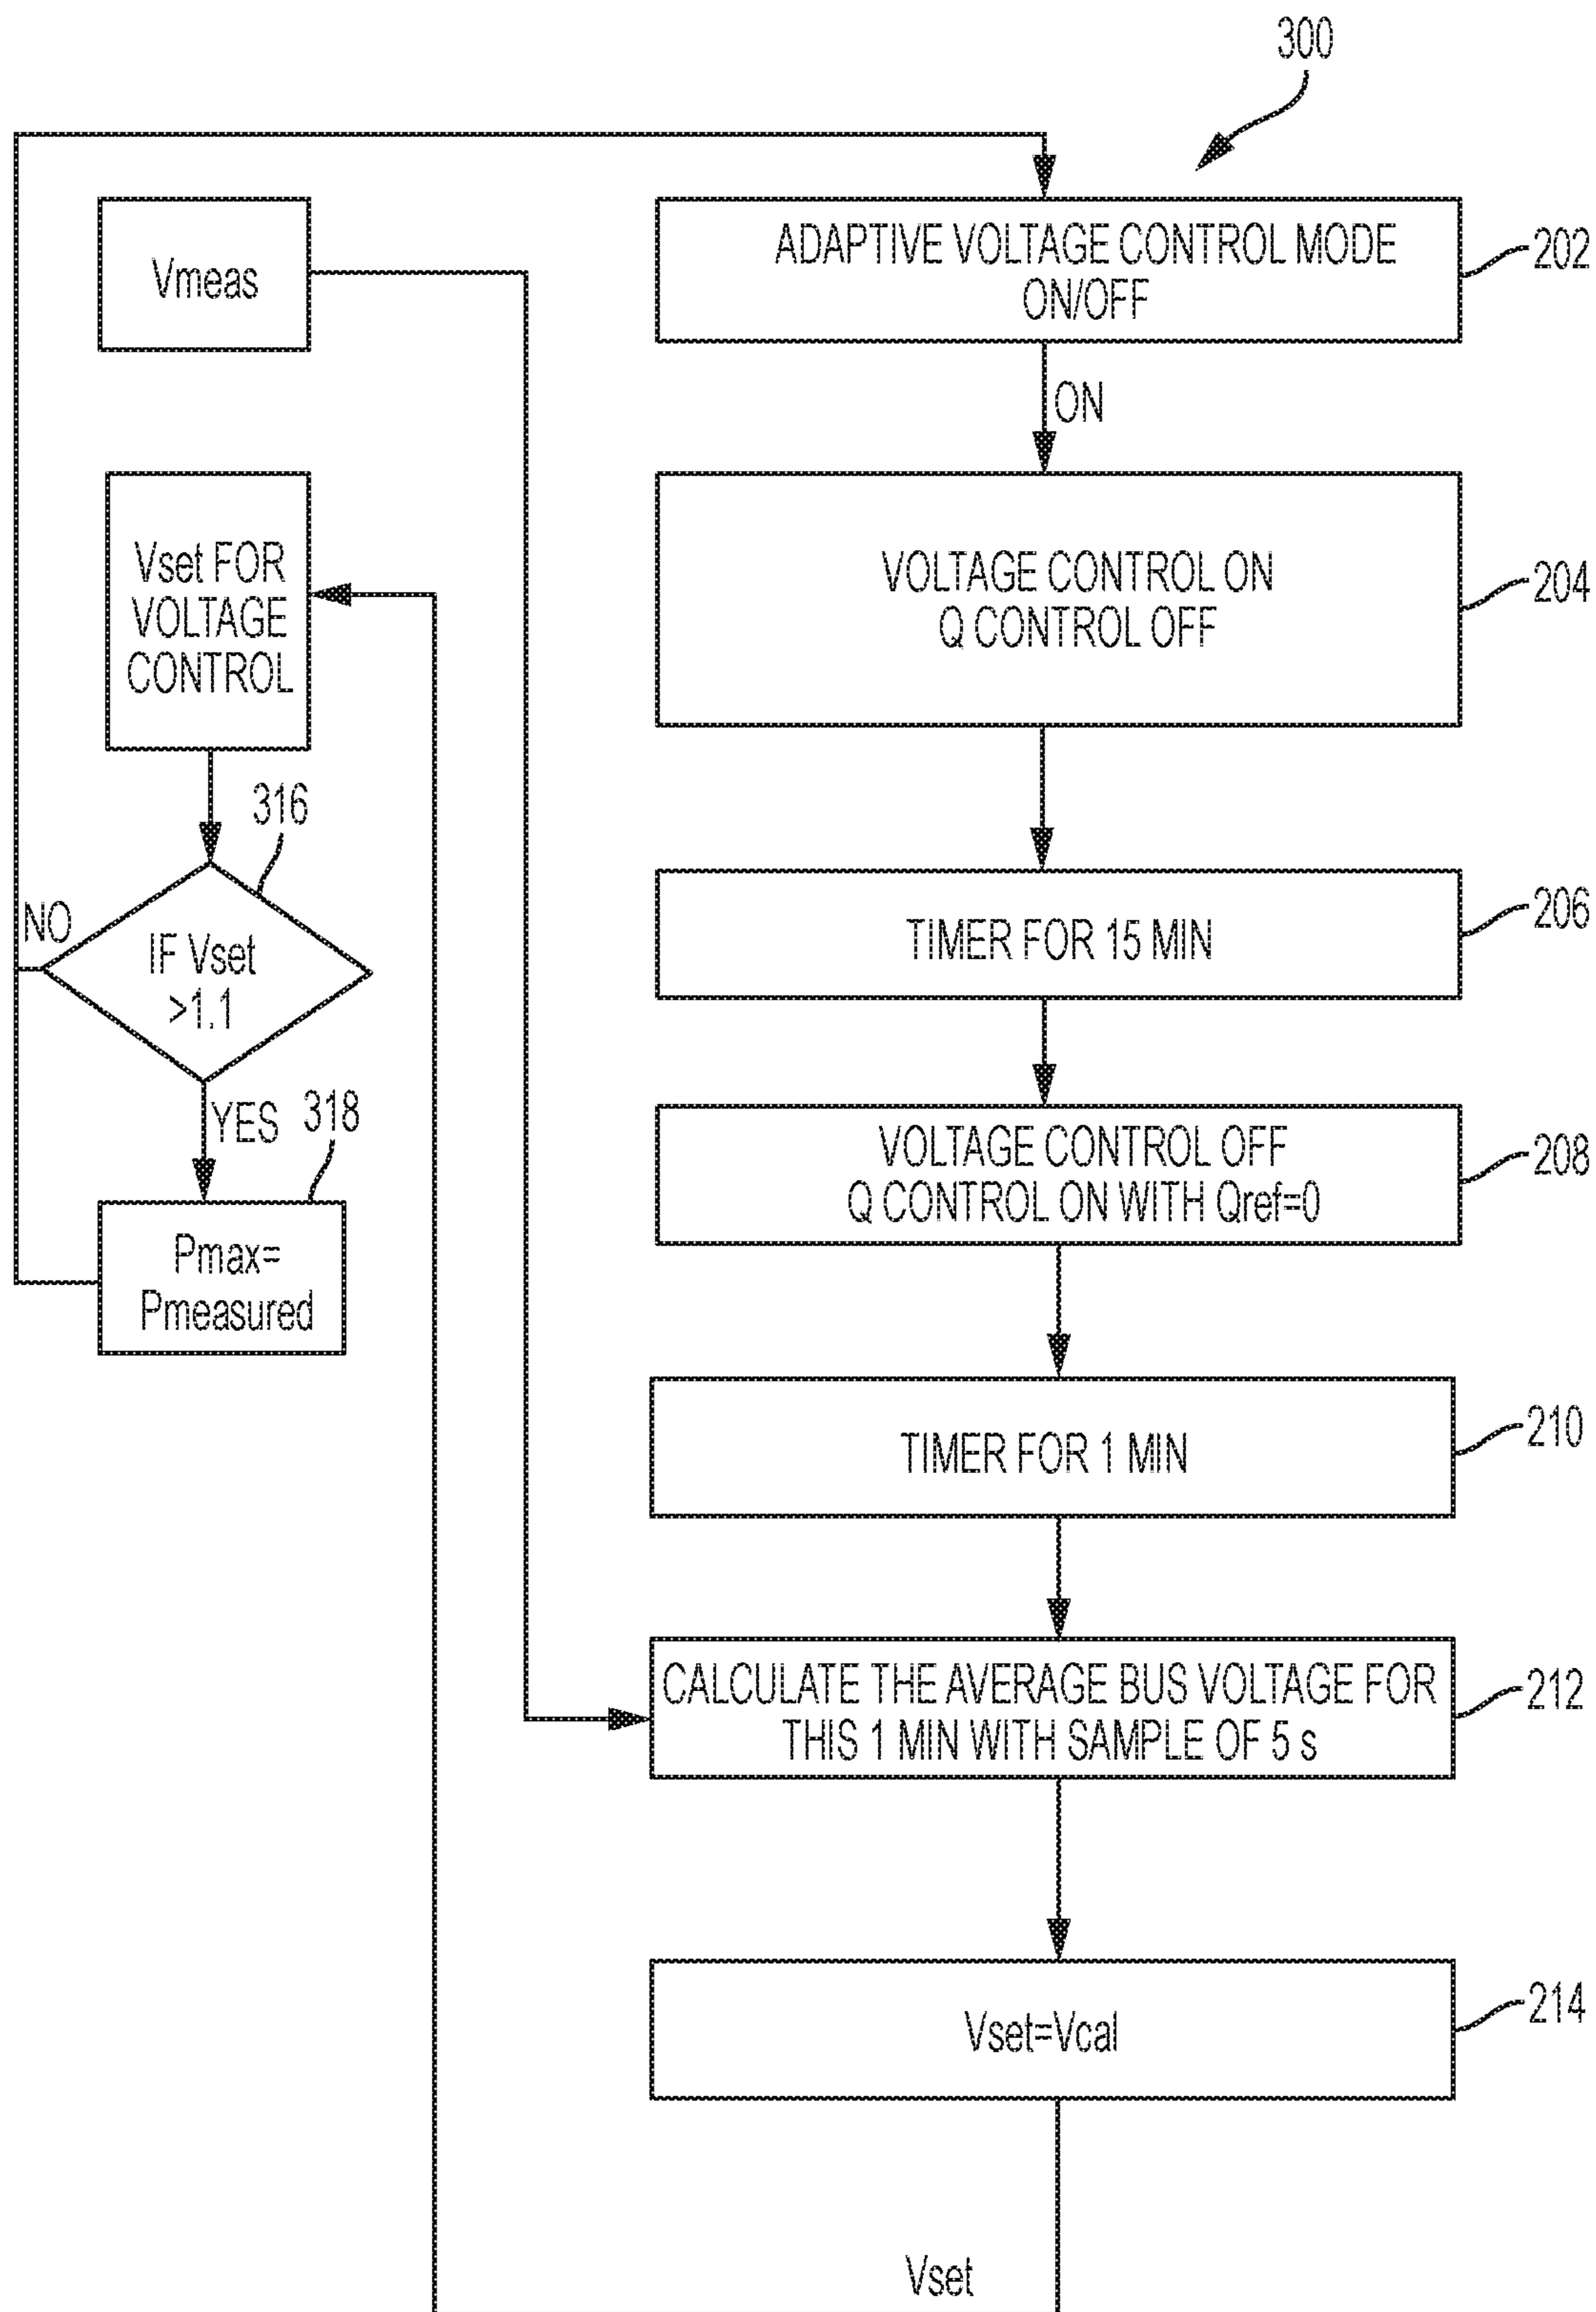 300
ADAPTIVE VOLTAGE CONTROL MODE
ON/OFF
202
Vmeas
ON
Vset FOR
VOLTAGE
CONTROL
VOLTAGE CONTROL ON
Q CONTROL OFF
204
316
NO
IF Vset
>1.1
TIMER FOR 15 MIN
206
YES
318
Pmax=
Pmeasured
VOLTAGE CONTROL OFF
Q CONTROL ON WITH Qref=0
208
TIMER FOR 1 MIN
210
CALCULATE THE AVERAGE BUS VOLTAGE FOR
THIS 1 MIN WITH SAMPLE OF 5 s
212
Vset=Vcal
214
Vset